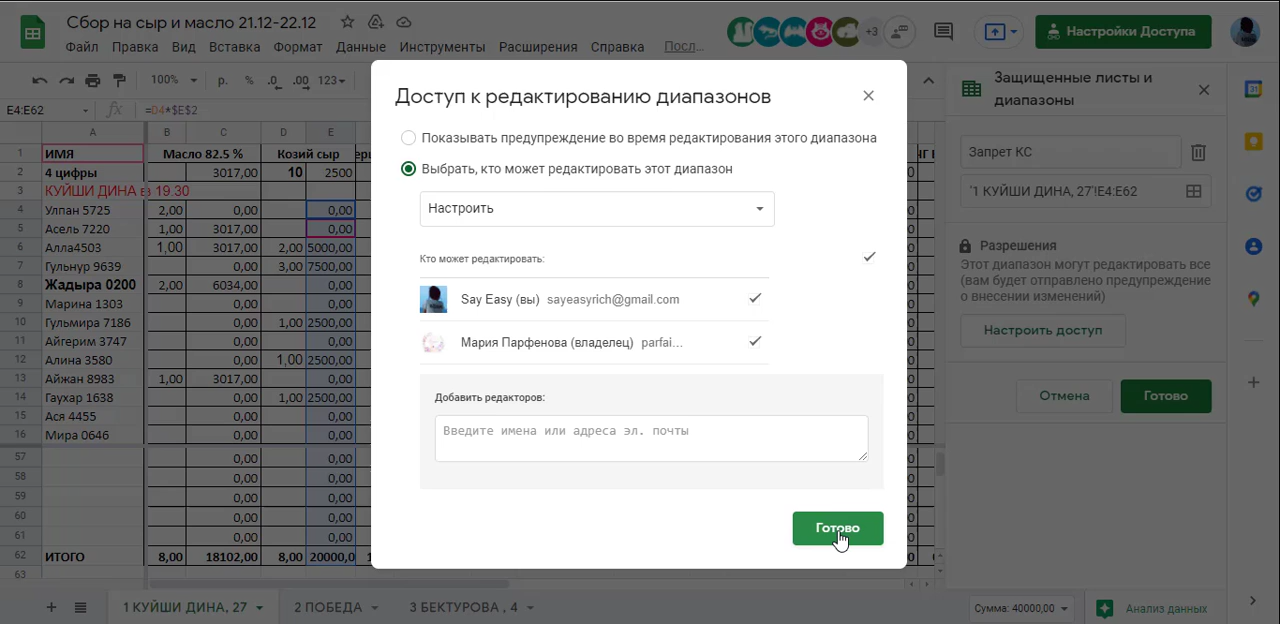 Сбор на сыр и масло 21.12-22.12
Файл Правка Вид Вставка Формат Данные Инструменты Расширения Справка Посл...
+3
Настройки Доступа
100% р. % .0 .00 123
E4:E62
=D4*$E$2
A B C D E
1 ИМЯ Масло 82.5 % Козий сыр
2 4 цифры 3017,00 10 2500
3 КУЙШИ ДИНА в 19.30
4 Улпан 5725 2,00 0,00 0,00
5 Асель 7220 1,00 3017,00 0,00
6 Алла4503 1,00 3017,00 2,00 5000,00
7 Гульнур 9639 0,00 3,00 7500,00
8 Жадыра 0200 2,00 6034,00 0,00
9 Марина 1303 0,00 0,00
10 Гульмира 7186 0,00 1,00 2500,00
11 Айгерим 3747 0,00 0,00
12 Алина 3580 0,00 1,00 2500,00
13 Айжан 8983 1,00 3017,00 0,00
14 Гаухар 1638 0,00 1,00 2500,00
15 Ася 4455 0,00 0,00
16 Мира 0646 0,00 0,00
57 0,00 0,00
58 0,00 0,00
59 0,00 0,00
60 0,00 0,00
61 0,00 0,00
62 ИТОГО 8,00 18102,00 8,00 20000,0
63
Доступ к редактированию диапазонов
Показывать предупреждение во время редактирования этого диапазона
Выбрать, кто может редактировать этот диапазон
Настроить
Кто может редактировать:
Say Easy (вы) sayeasyrich@gmail.com
Мария Парфенова (владелец) parfai...
Добавить редакторов:
Введите имена или адреса эл. почты
Готово
Защищенные листы и
диапазоны
Запрет КС
'1 КУЙШИ ДИНА, 27'!E4:E62
Разрешения
Этот диапазон могут редактировать все
(вам будет отправлено предупреждение
о внесении изменений)
Настроить доступ
Отмена
Готово
31
1 КУЙШИ ДИНА, 27
2 ПОБЕДА
3 БЕКТУРОВА , 4
Сумма: 40000,00
Анализ данных